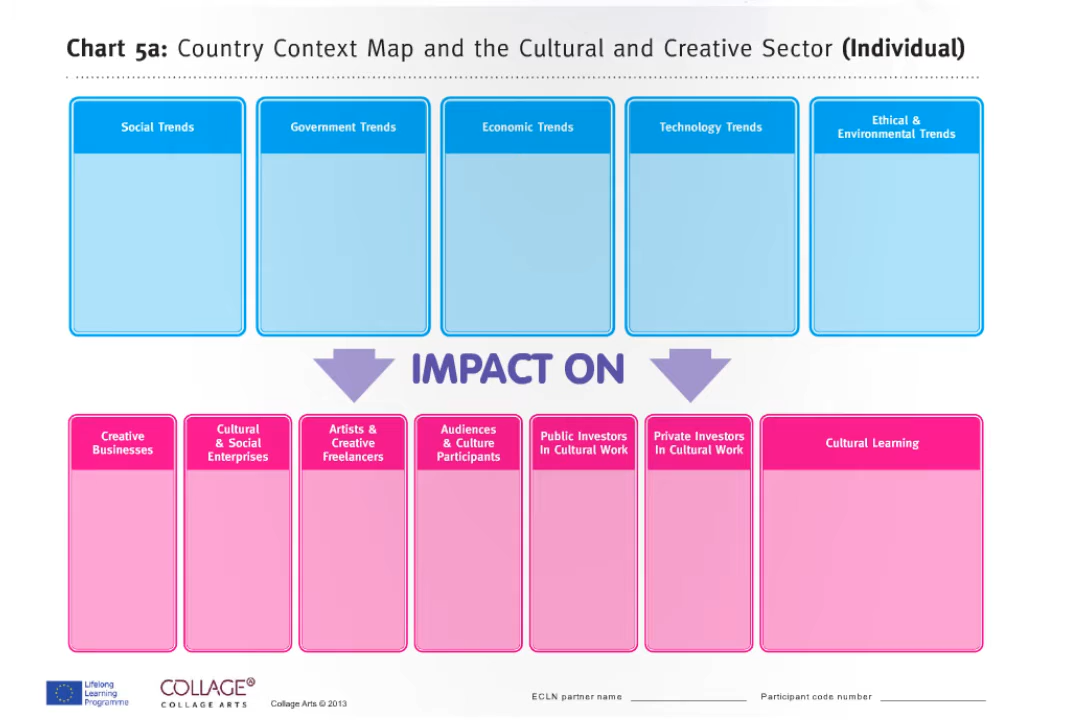 Chart 5a: Country Context Map and the Cultural and Creative Sector (Individual)
Social Trends
Government Trends
Economic Trends
Technology Trends
Ethical &
Environmental Trends
IMPACT ON
Creative
Businesses
Cultural
& Social
Enterprises
Artists &
Creative
Freelancers
Audiences
& Culture
Participants
Public Investors
In Cultural Work
Private Investors
In Cultural Work
Cultural Learning
Lifelong
Learning
Programme
COLLAGE®
COLLAGE ARTS
Collage Arts © 2013
ECLN partner name
Participant code number